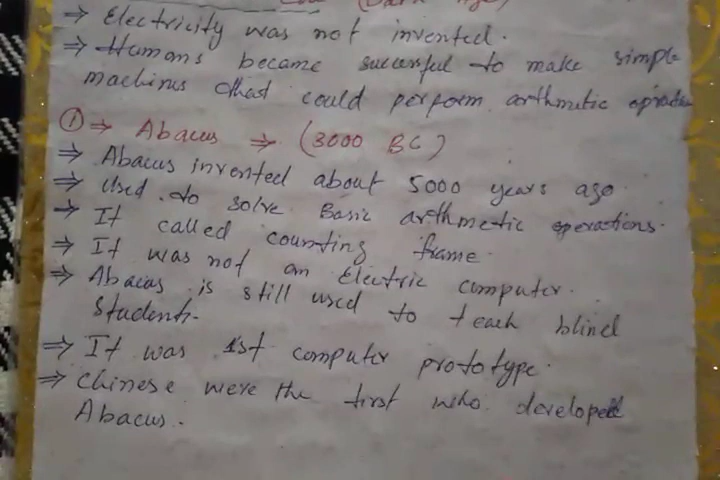 (Dark Age)
⇒ Electricity was not invented.
⇒ Humans became successful to make simple
machines that could perform arthmetic
① ⇒ Abacus ⇒ (3000 BC)
⇒ Abacus invented about 5000 years ago.
⇒ Used to solve Basic arthmetic operations.
⇒ It called counting frame.
⇒ It was not an Electric computer.
⇒ Abacus is still used to teach blind
students.
⇒ It was 1st computer prototype.
⇒ Chinese were the first who developed
Abacus.